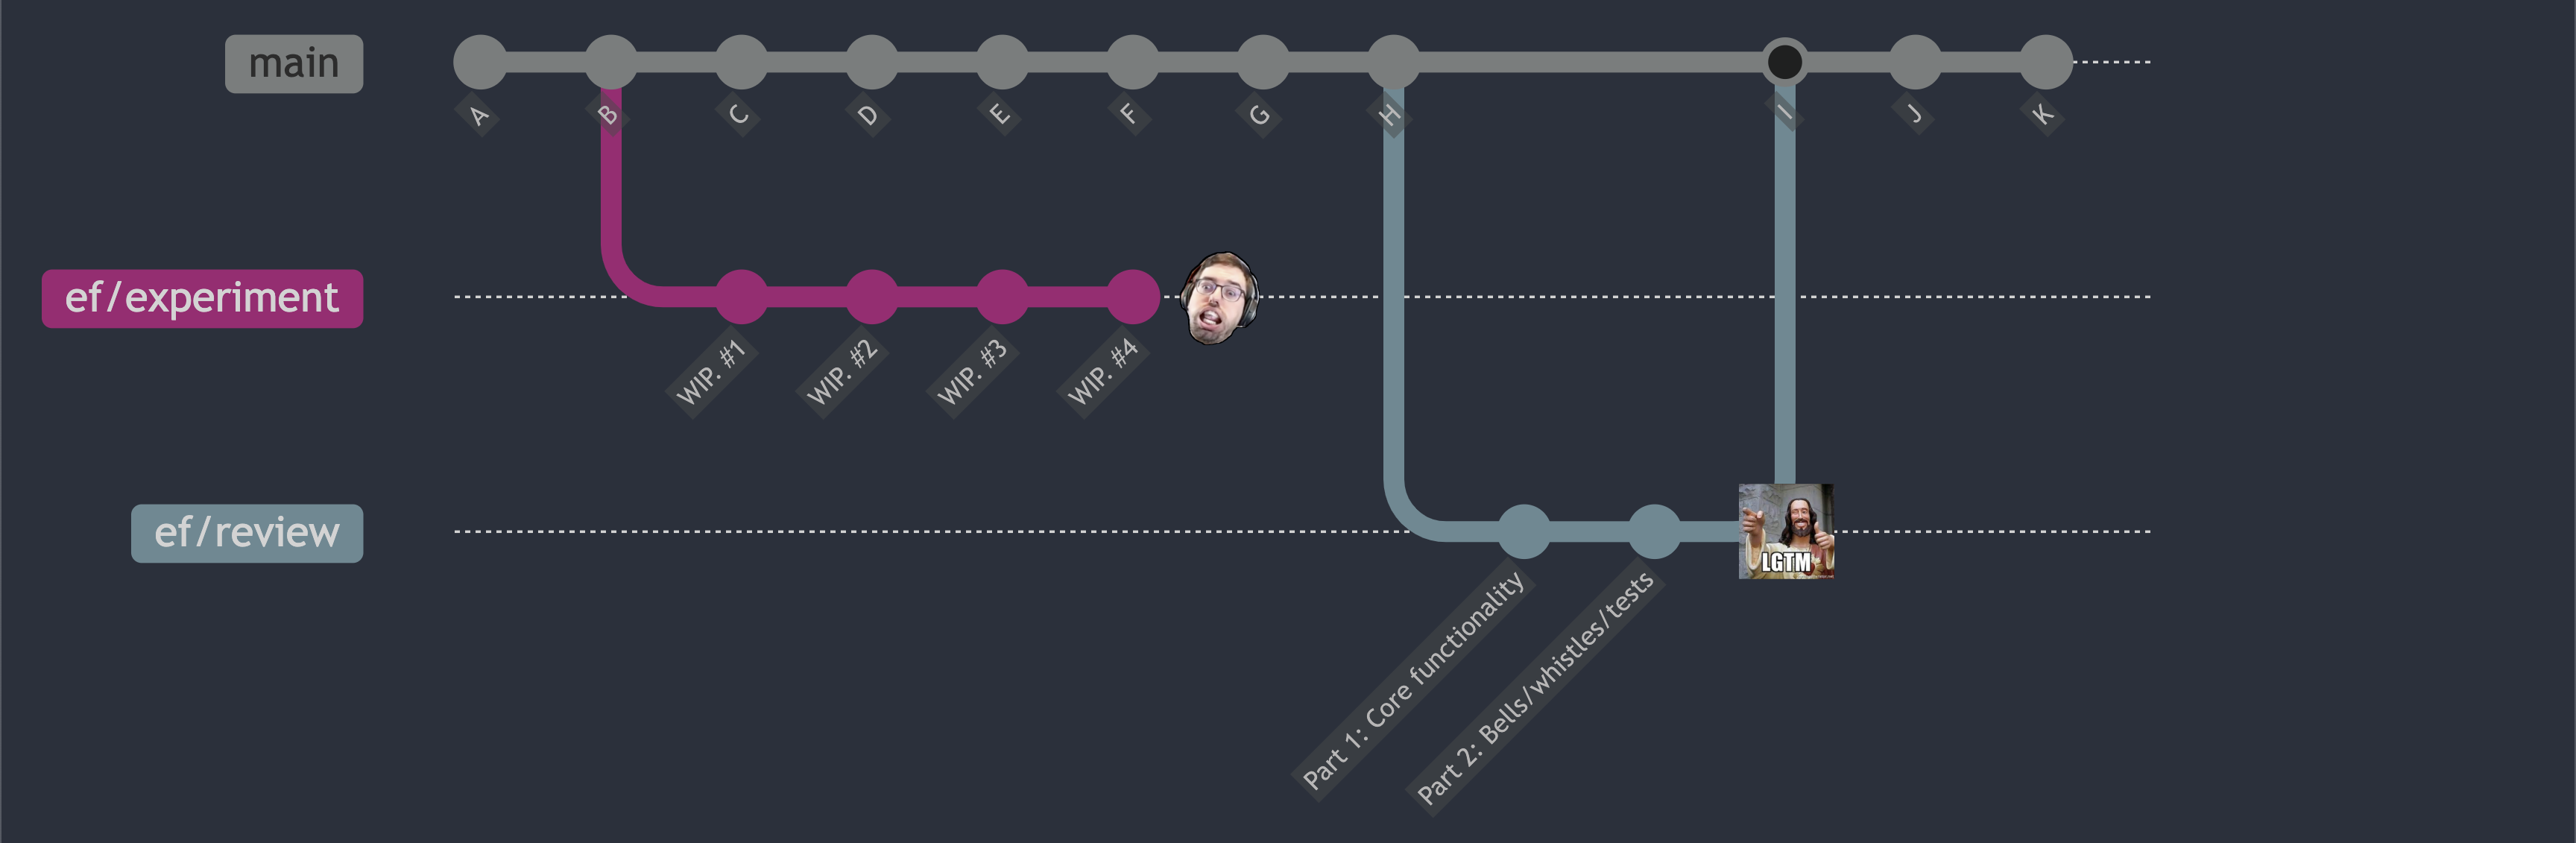 main
A
B
C
D
E
F
G
H
I
J
K
ef/experiment
WIP. #1
WIP. #2
WIP. #3
WIP. #4
ef/review
LGTM
Part 1: Core functionality
Part 2: Bells/whistles/tests